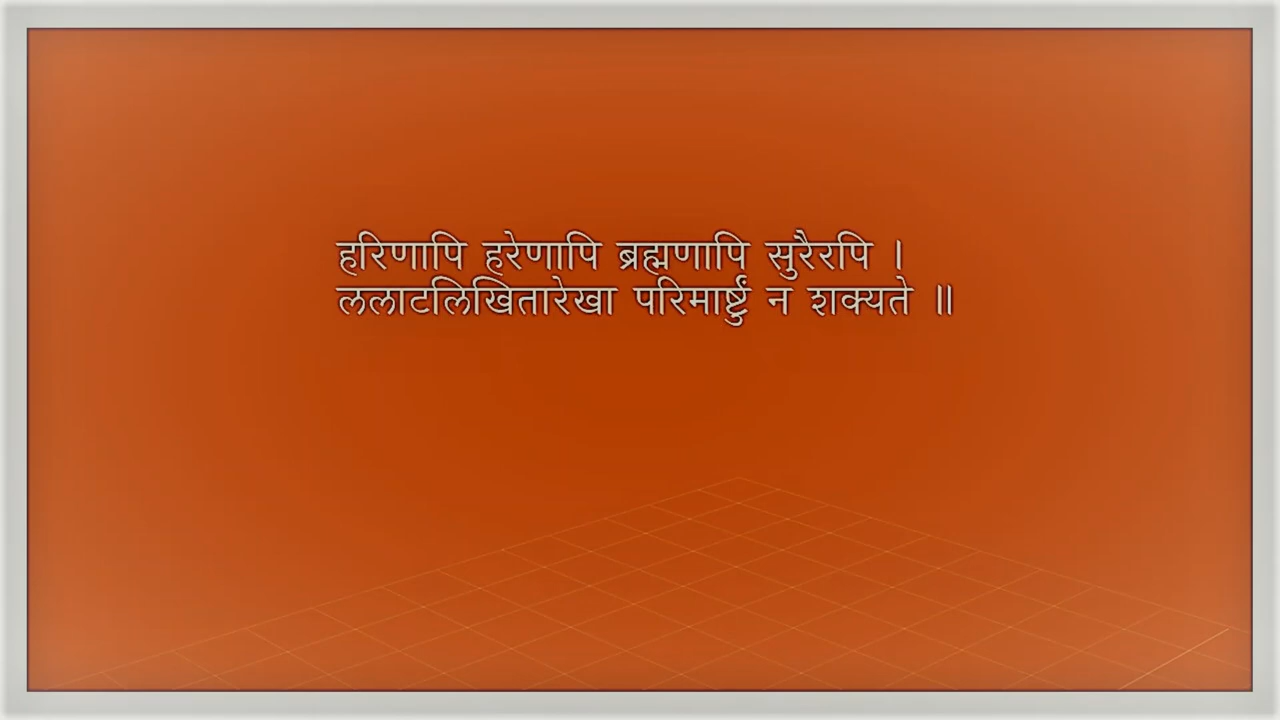 हरिणापि हरेणापि ब्रह्मणापि सुरैरपि ।
ललाटलिखितारेखा परिमार्ष्टुं न शक्यते ॥